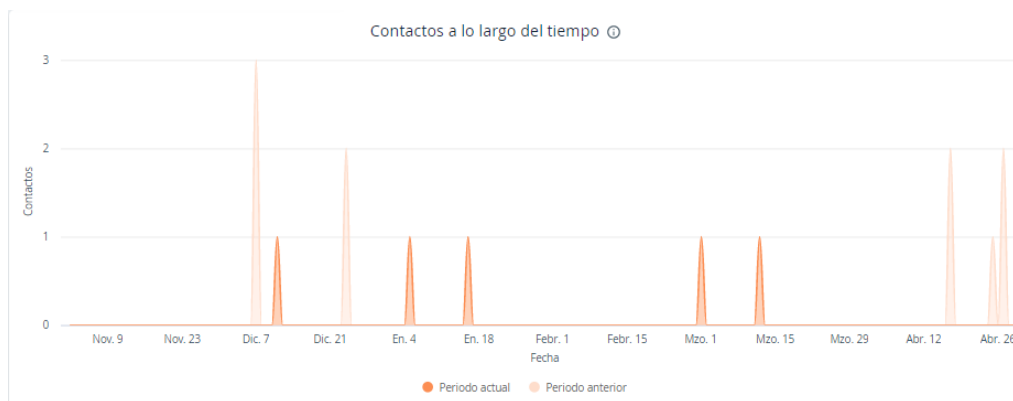 Contactos a lo largo del tiempo
3
2
1
0
Contactos
Nov. 9 Nov. 23 Dic. 7 Dic. 21 En. 4 En. 18 Febr. 1 Febr. 15 Mzo. 1 Mzo. 15 Mzo. 29 Abr. 12 Abr. 26
Fecha
Periodo actual Periodo anterior